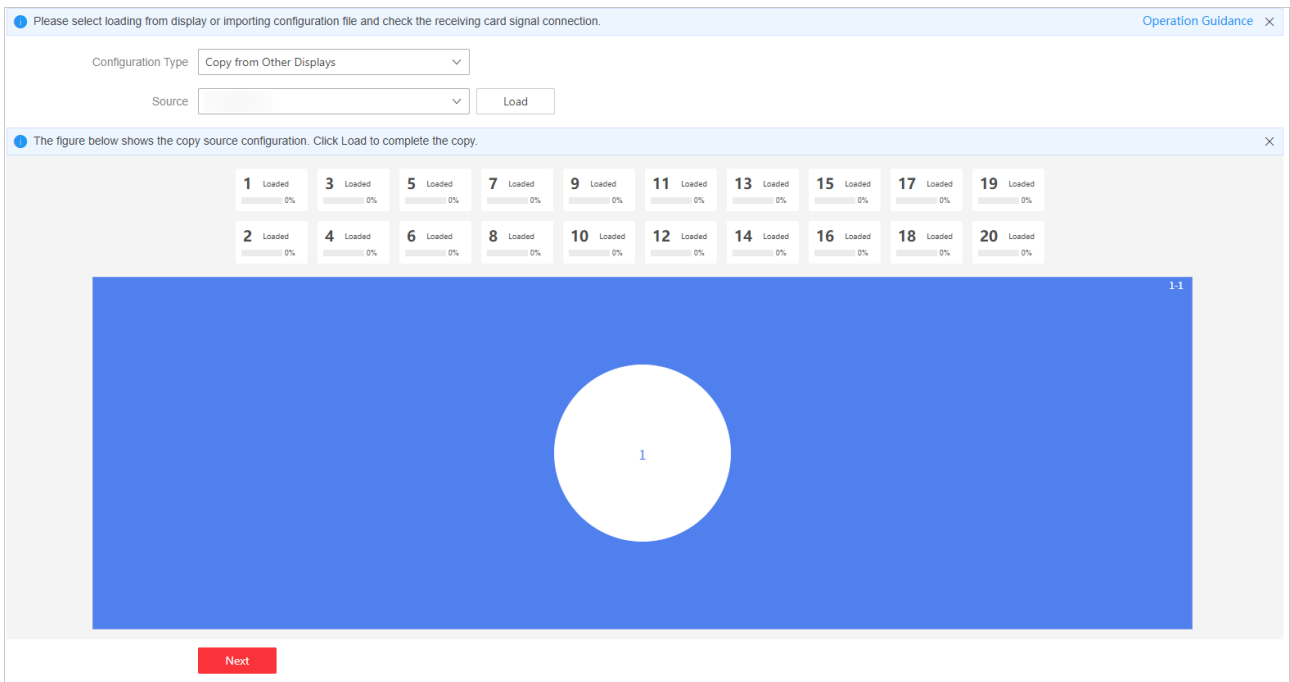 Please select loading from display or importing configuration file and check the receiving card signal connection. Operation Guidance
Configuration Type Copy from Other Displays
Source Load
The figure below shows the copy source configuration. Click Load to complete the copy.
1 Loaded 3 Loaded 5 Loaded 7 Loaded 9 Loaded 11 Loaded 13 Loaded 15 Loaded 17 Loaded 19 Loaded
0% 0% 0% 0% 0% 0% 0% 0% 0% 0%
2 Loaded 4 Loaded 6 Loaded 8 Loaded 10 Loaded 12 Loaded 14 Loaded 16 Loaded 18 Loaded 20 Loaded
0% 0% 0% 0% 0% 0% 0% 0% 0% 0%
1-1
1
Next